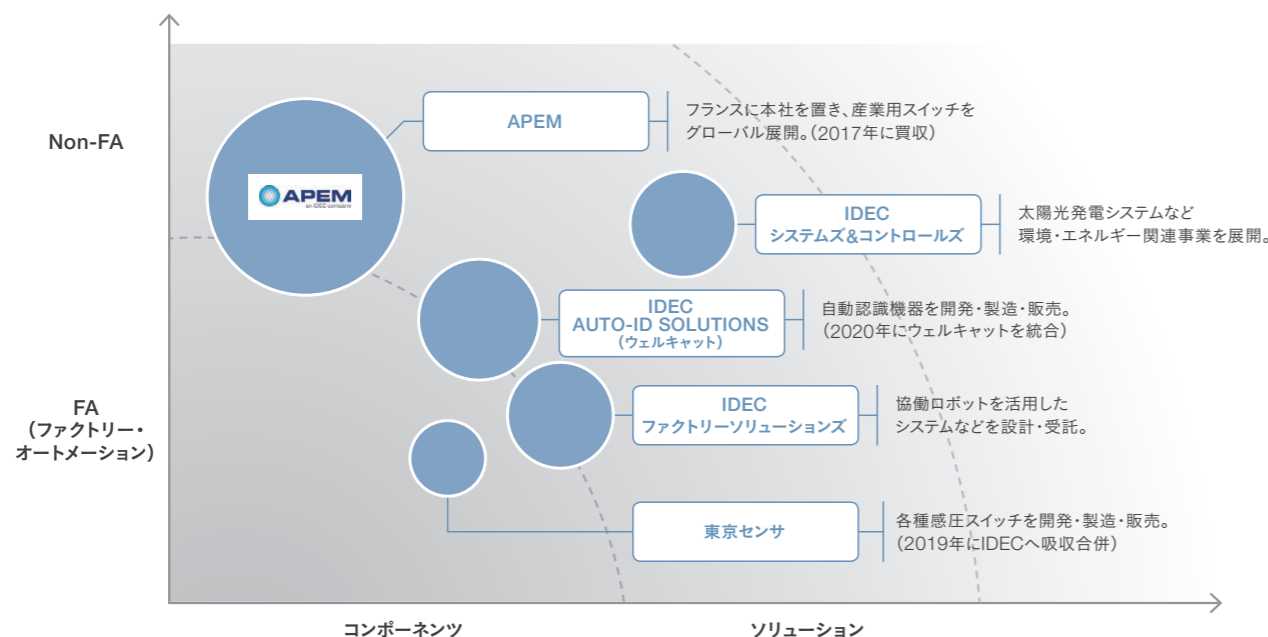 Non-FA
APEM
フランスに本社を置き、産業用スイッチを
グローバル展開。(2017年に買収)
APEM
an IDEC company
IDEC
システムズ&コントロールズ
太陽光発電システムなど
環境・エネルギー関連事業を展開。
IDEC
AUTO-ID SOLUTIONS
(ウェルキャット)
自動認識機器を開発・製造・販売。
(2020年にウェルキャットを統合)
FA
(ファクトリー・
オートメーション)
IDEC
ファクトリーソリューションズ
協働ロボットを活用した
システムなどを設計・受託。
東京センサ
各種感圧スイッチを開発・製造・販売。
(2019年にIDECへ吸収合併)
コンポーネンツ
ソリューション